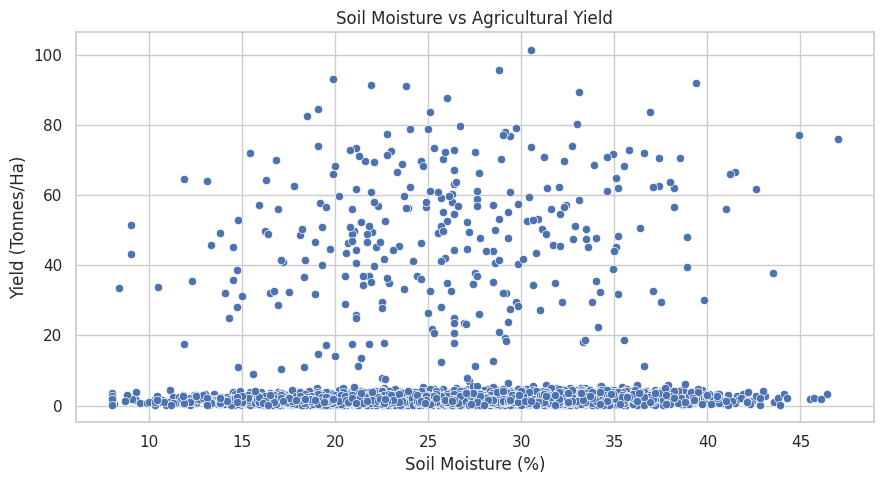 Soil Moisture vs Agricultural Yield
Yield (Tonnes/Ha)
100
80
60
40
20
0
10 15 20 25 30 35 40 45
Soil Moisture (%)